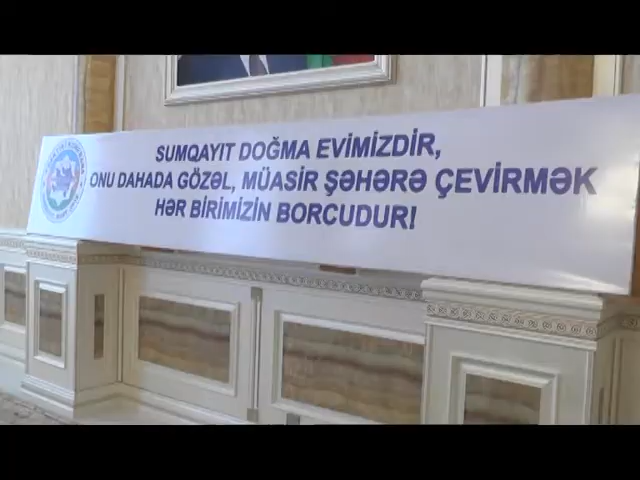 SUMQAYIT DOĞMA EVİMİZDİR,
ONU DAHADA GÖZƏL, MÜASİR ŞƏHƏRƏ ÇEVİRMƏK
HƏR BİRİMİZİN BORCUDUR!